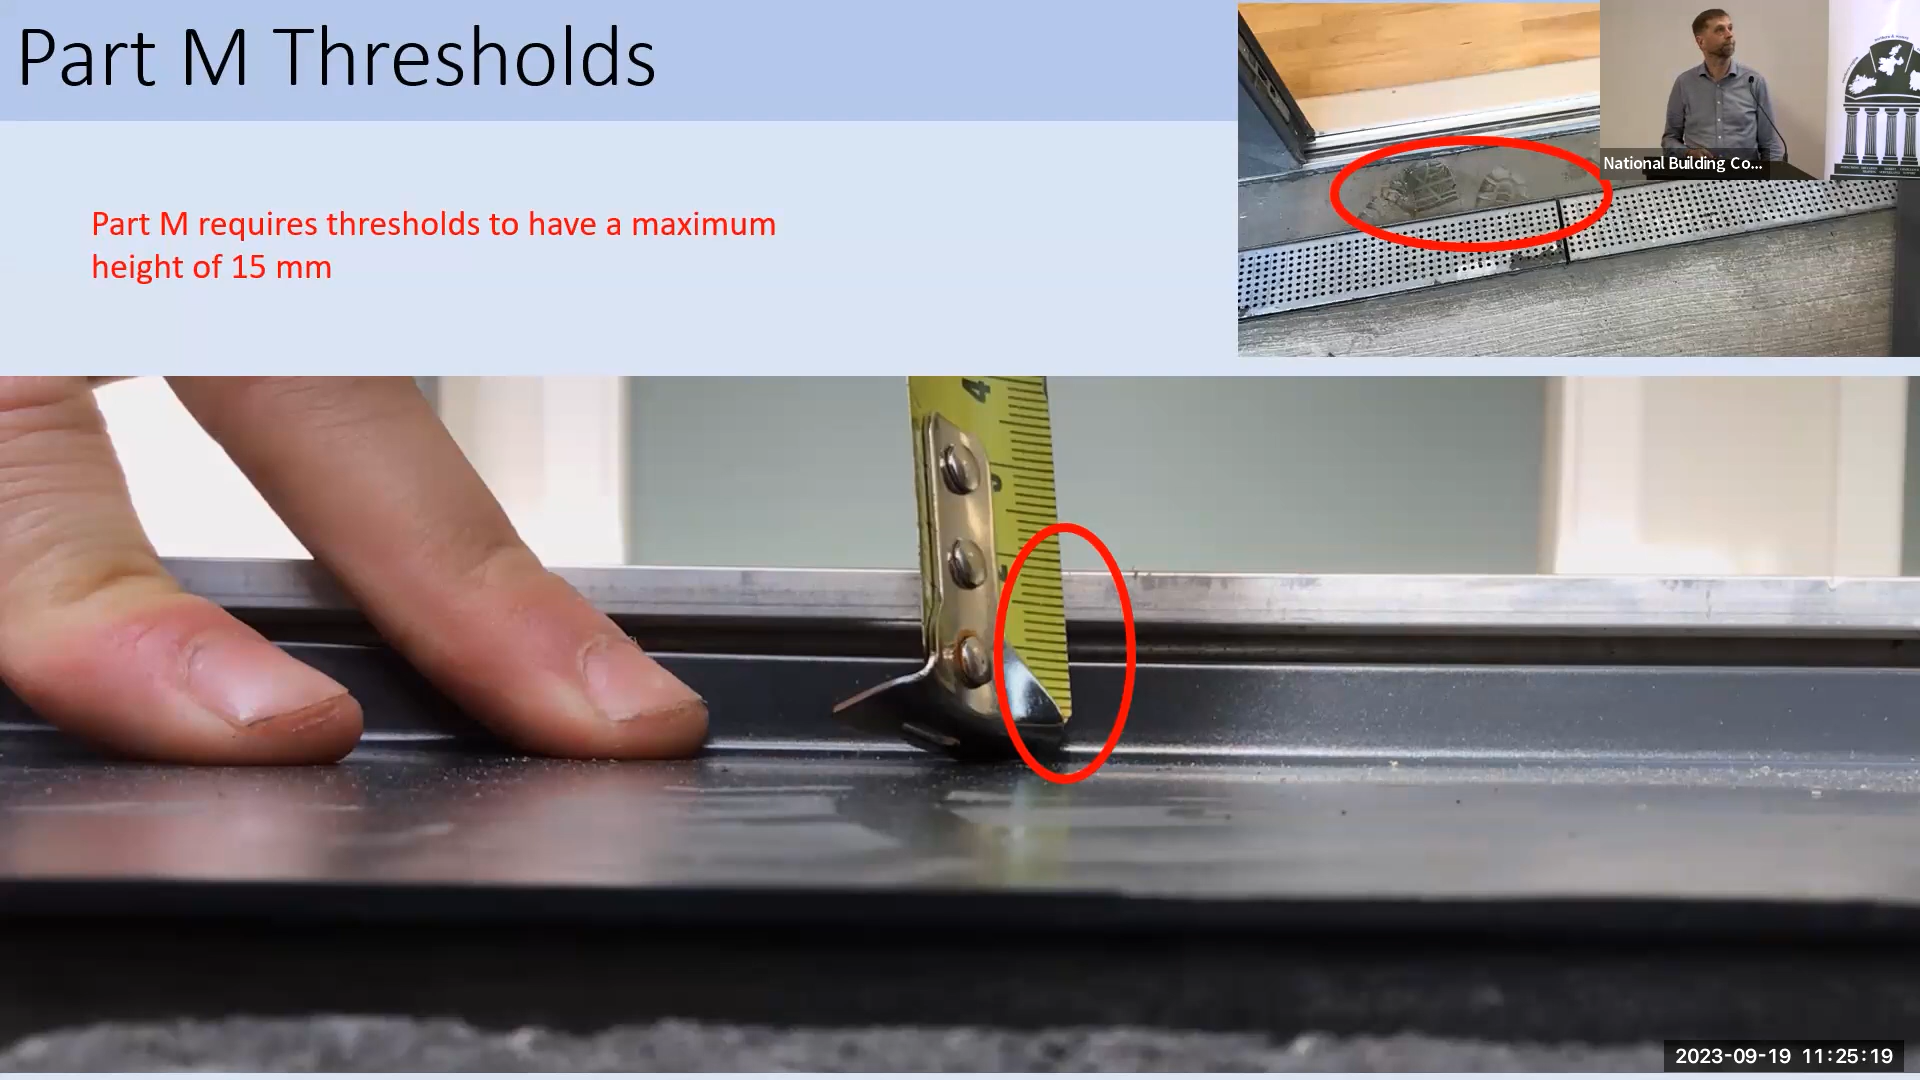 Part M Thresholds
National Building Co...
Part M requires thresholds to have a maximum
height of 15 mm
4
2023-09-19 11:25:19